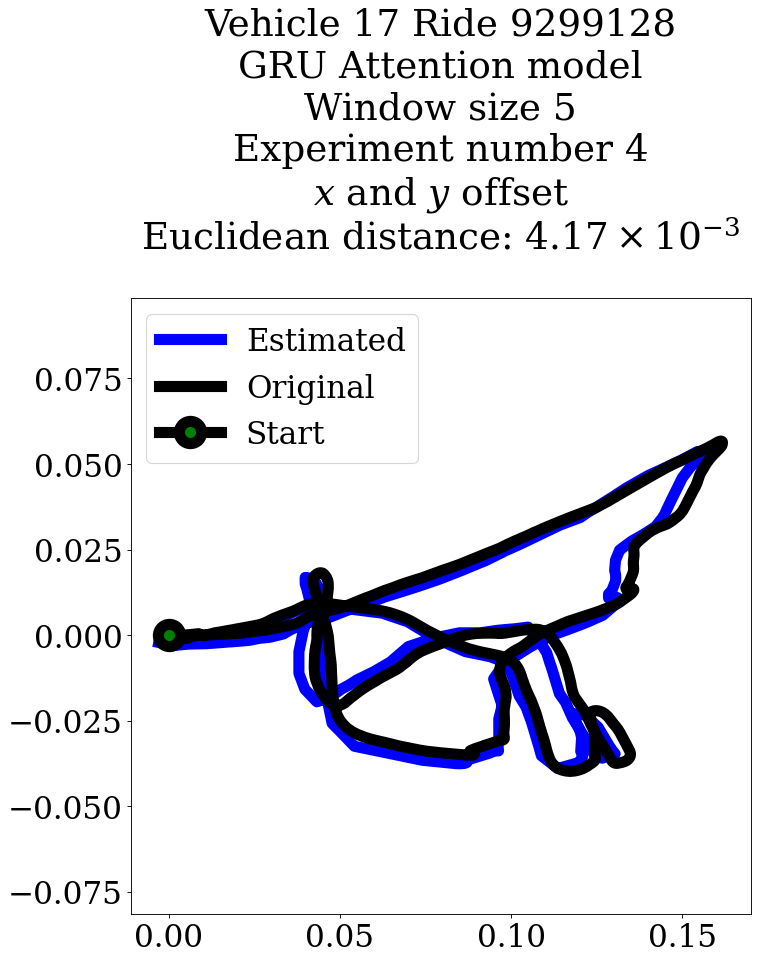 Vehicle 17 Ride 9299128
GRU Attention model
Window size 5
Experiment number 4
x and y offset
Euclidean distance: 4.17 × 10⁻³
Estimated
Original
Start
0.075
0.050
0.025
0.000
−0.025
−0.050
−0.075
0.00 0.05 0.10 0.15